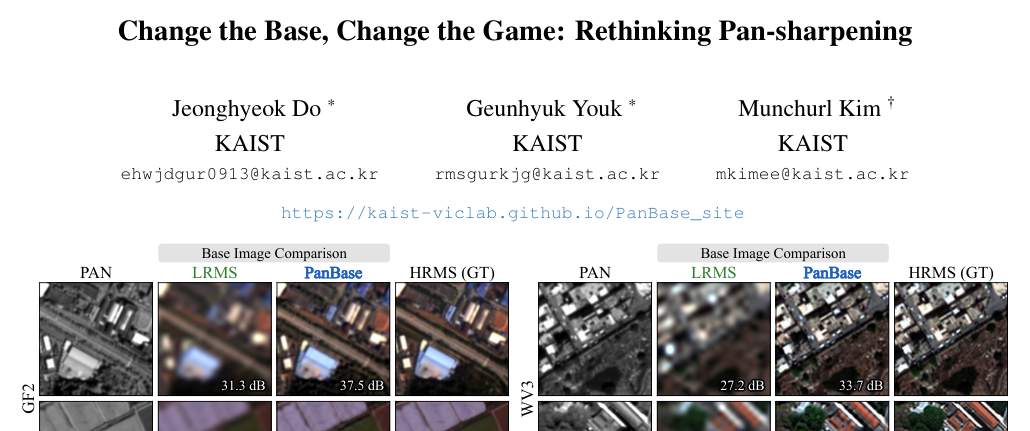 Change the Base, Change the Game: Rethinking Pan-sharpening
Jeonghyeok Do *
Geunhyuk Youk *
Munchurl Kim †
KAIST
KAIST
KAIST
ehwjdgur0913@kaist.ac.kr
rmsgurkjg@kaist.ac.kr
mkimee@kaist.ac.kr
https://kaist-viclab.github.io/PanBase_site
Base Image Comparison
PAN
LRMS
PanBase
HRMS (GT)
GF2
31.3 dB
37.5 dB
Base Image Comparison
PAN
LRMS
PanBase
HRMS (GT)
WV3
27.2 dB
33.7 dB